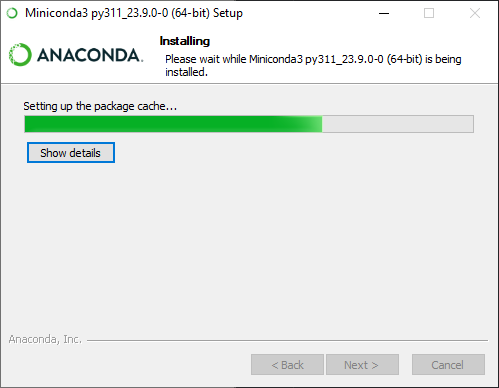 Miniconda3 py311_23.9.0-0 (64-bit) Setup
Installing
Please wait while Miniconda3 py311_23.9.0-0 (64-bit) is being
installed.
ANACONDA.
Setting up the package cache...
Show details
Anaconda, Inc.
< Back
Next >
Cancel